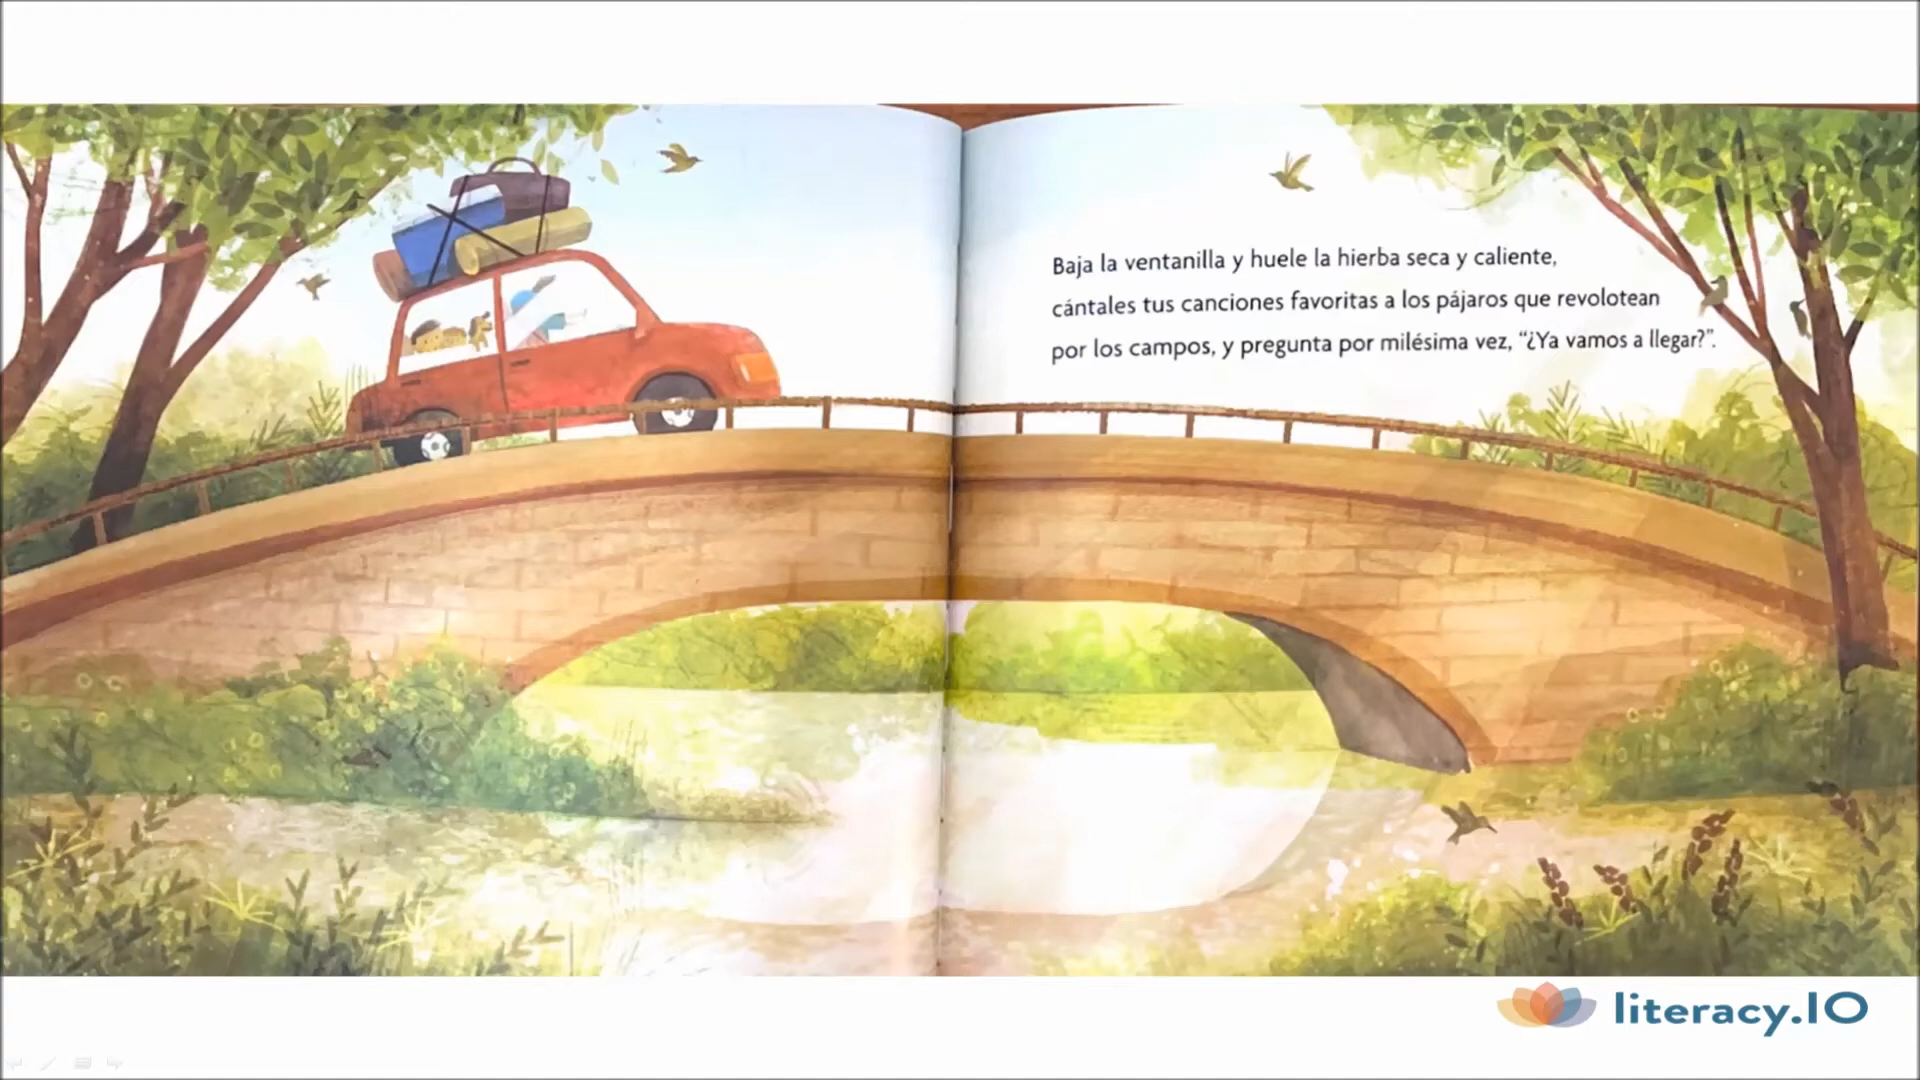 Baja la ventanilla y huele la hierba seca y caliente,
cántales tus canciones favoritas a los pájaros que revolotean
por los campos, y pregunta por milésima vez, “¿Ya vamos a llegar?”.
literacy.IO